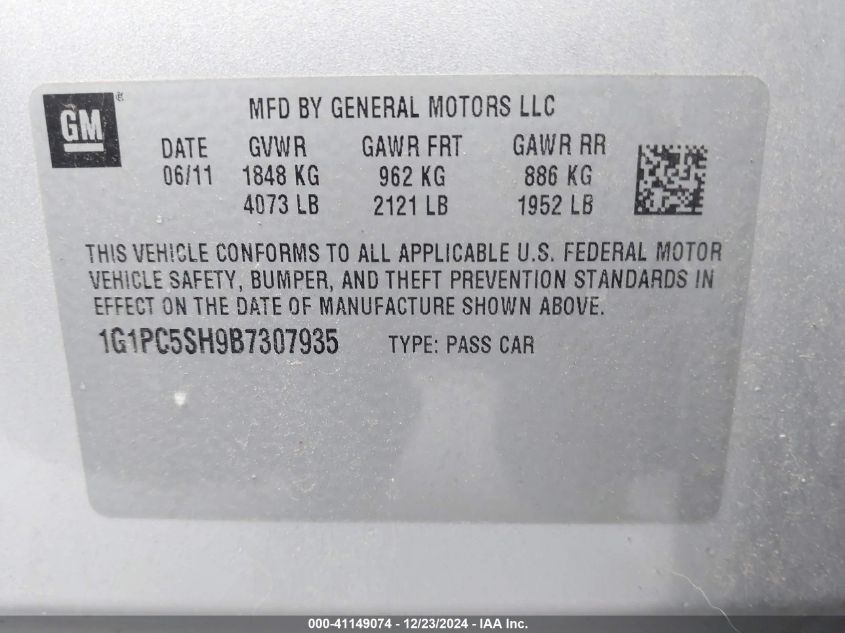 GM®
MFD BY GENERAL MOTORS LLC
DATE GVWR GAWR FRT GAWR RR
06/11 1848 KG 962 KG 886 KG
4073 LB 2121 LB 1952 LB
THIS VEHICLE CONFORMS TO ALL APPLICABLE U.S. FEDERAL MOTOR
VEHICLE SAFETY, BUMPER, AND THEFT PREVENTION STANDARDS IN
EFFECT ON THE DATE OF MANUFACTURE SHOWN ABOVE.
1G1PC5SH9B7307935 TYPE: PASS CAR
000-41149074 - 12/23/2024 - IAA Inc.